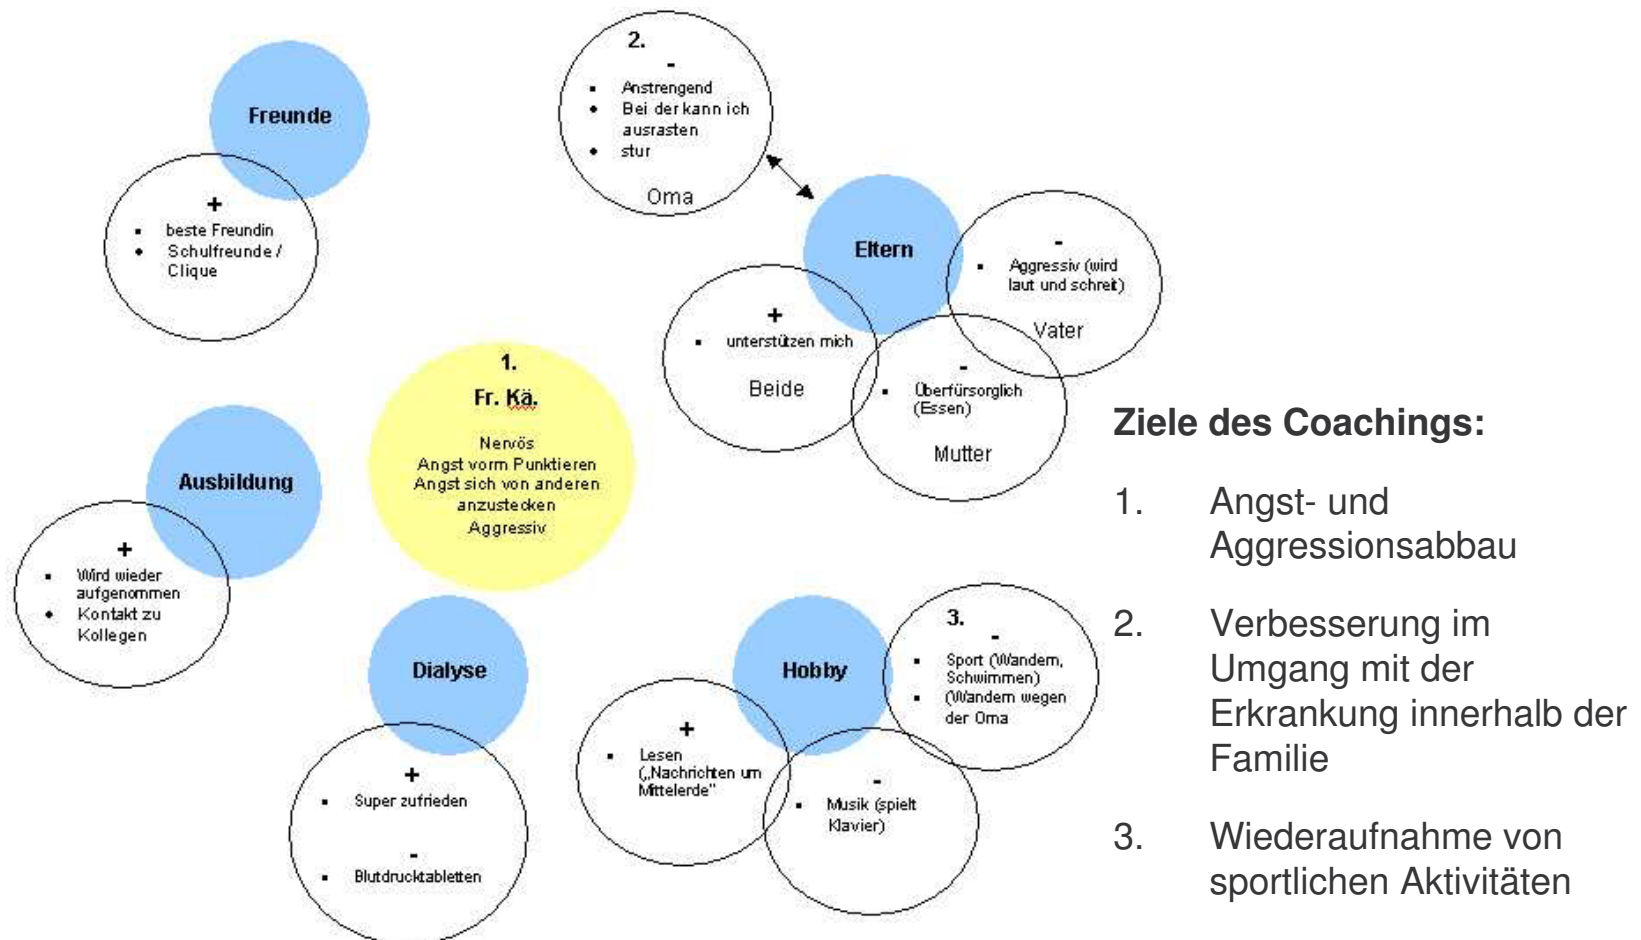 Freunde
+
beste Freundin
Schulfreunde /
Clique
2.
-
Anstrengend
Bei der kann ich
ausrasten
stur
Oma
Eltern
-
Aggressiv (wird
laut und schreit)
Vater
+
unterstützen mich
Beide
-
Überfürsorglich
(Essen)
Mutter
1.
Fr. Kä.
Nervös
Angst vorm Punktieren
Angst sich von anderen
anzustecken
Aggressiv
Ausbildung
+
Wird wieder
aufgenommen
Kontakt zu
Kollegen
Dialyse
+
Super zufrieden
-
Blutdrucktabletten
Hobby
3.
-
Sport (Wandern,
Schwimmen)
(Wandern wegen
der Oma
+
Lesen
(„Nachrichten um
Mittelerde"
-
Musik (spielt
Klavier)
Ziele des Coachings:
1. Angst- und
Aggressionsabbau
2. Verbesserung im
Umgang mit der
Erkrankung innerhalb der
Familie
3. Wiederaufnahme von
sportlichen Aktivitäten